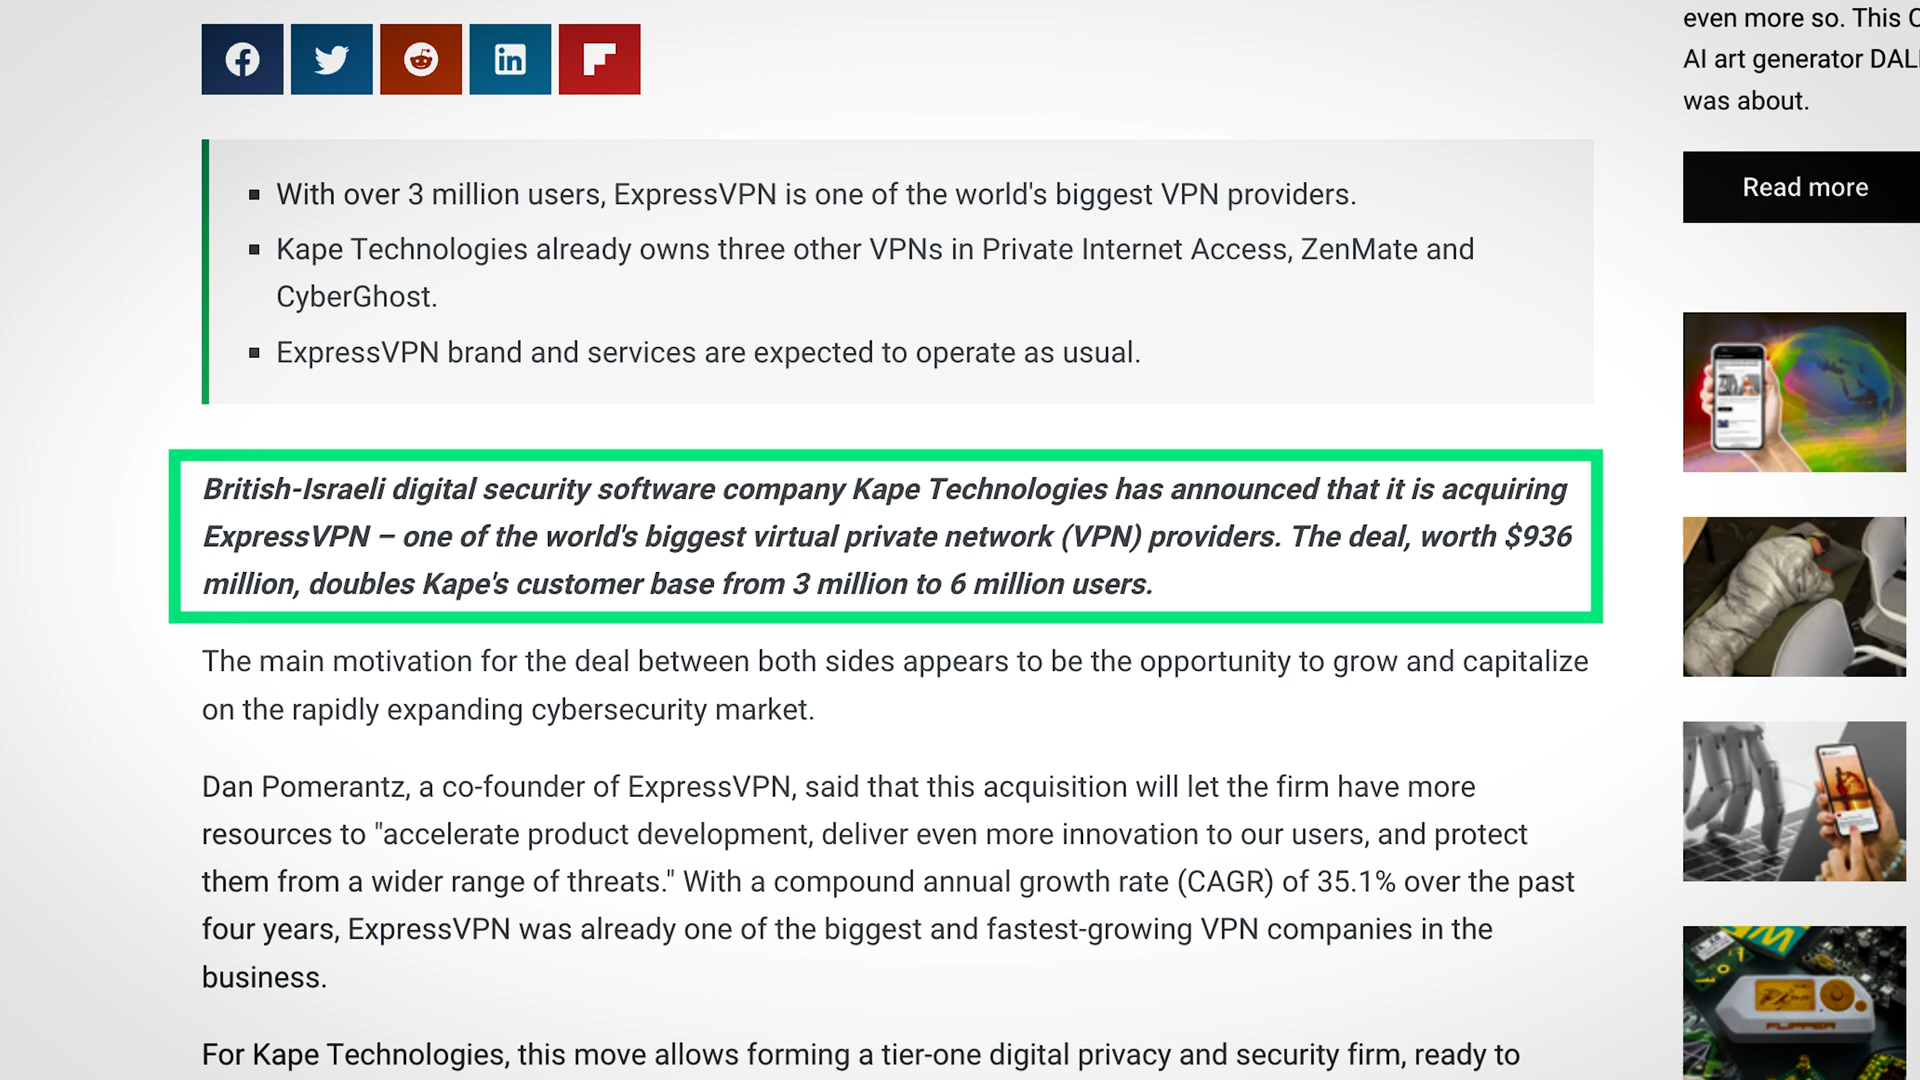 With over 3 million users, ExpressVPN is one of the world's biggest VPN providers.
Kape Technologies already owns three other VPNs in Private Internet Access, ZenMate and
CyberGhost.
ExpressVPN brand and services are expected to operate as usual.
British-Israeli digital security software company Kape Technologies has announced that it is acquiring
ExpressVPN – one of the world's biggest virtual private network (VPN) providers. The deal, worth $936
million, doubles Kape's customer base from 3 million to 6 million users.
The main motivation for the deal between both sides appears to be the opportunity to grow and capitalize
on the rapidly expanding cybersecurity market.
Dan Pomerantz, a co-founder of ExpressVPN, said that this acquisition will let the firm have more
resources to "accelerate product development, deliver even more innovation to our users, and protect
them from a wider range of threats." With a compound annual growth rate (CAGR) of 35.1% over the past
four years, ExpressVPN was already one of the biggest and fastest-growing VPN companies in the
business.
For Kape Technologies, this move allows forming a tier-one digital privacy and security firm, ready to
even more so. This
AI art generator
was about.
Read more
FLIPPER